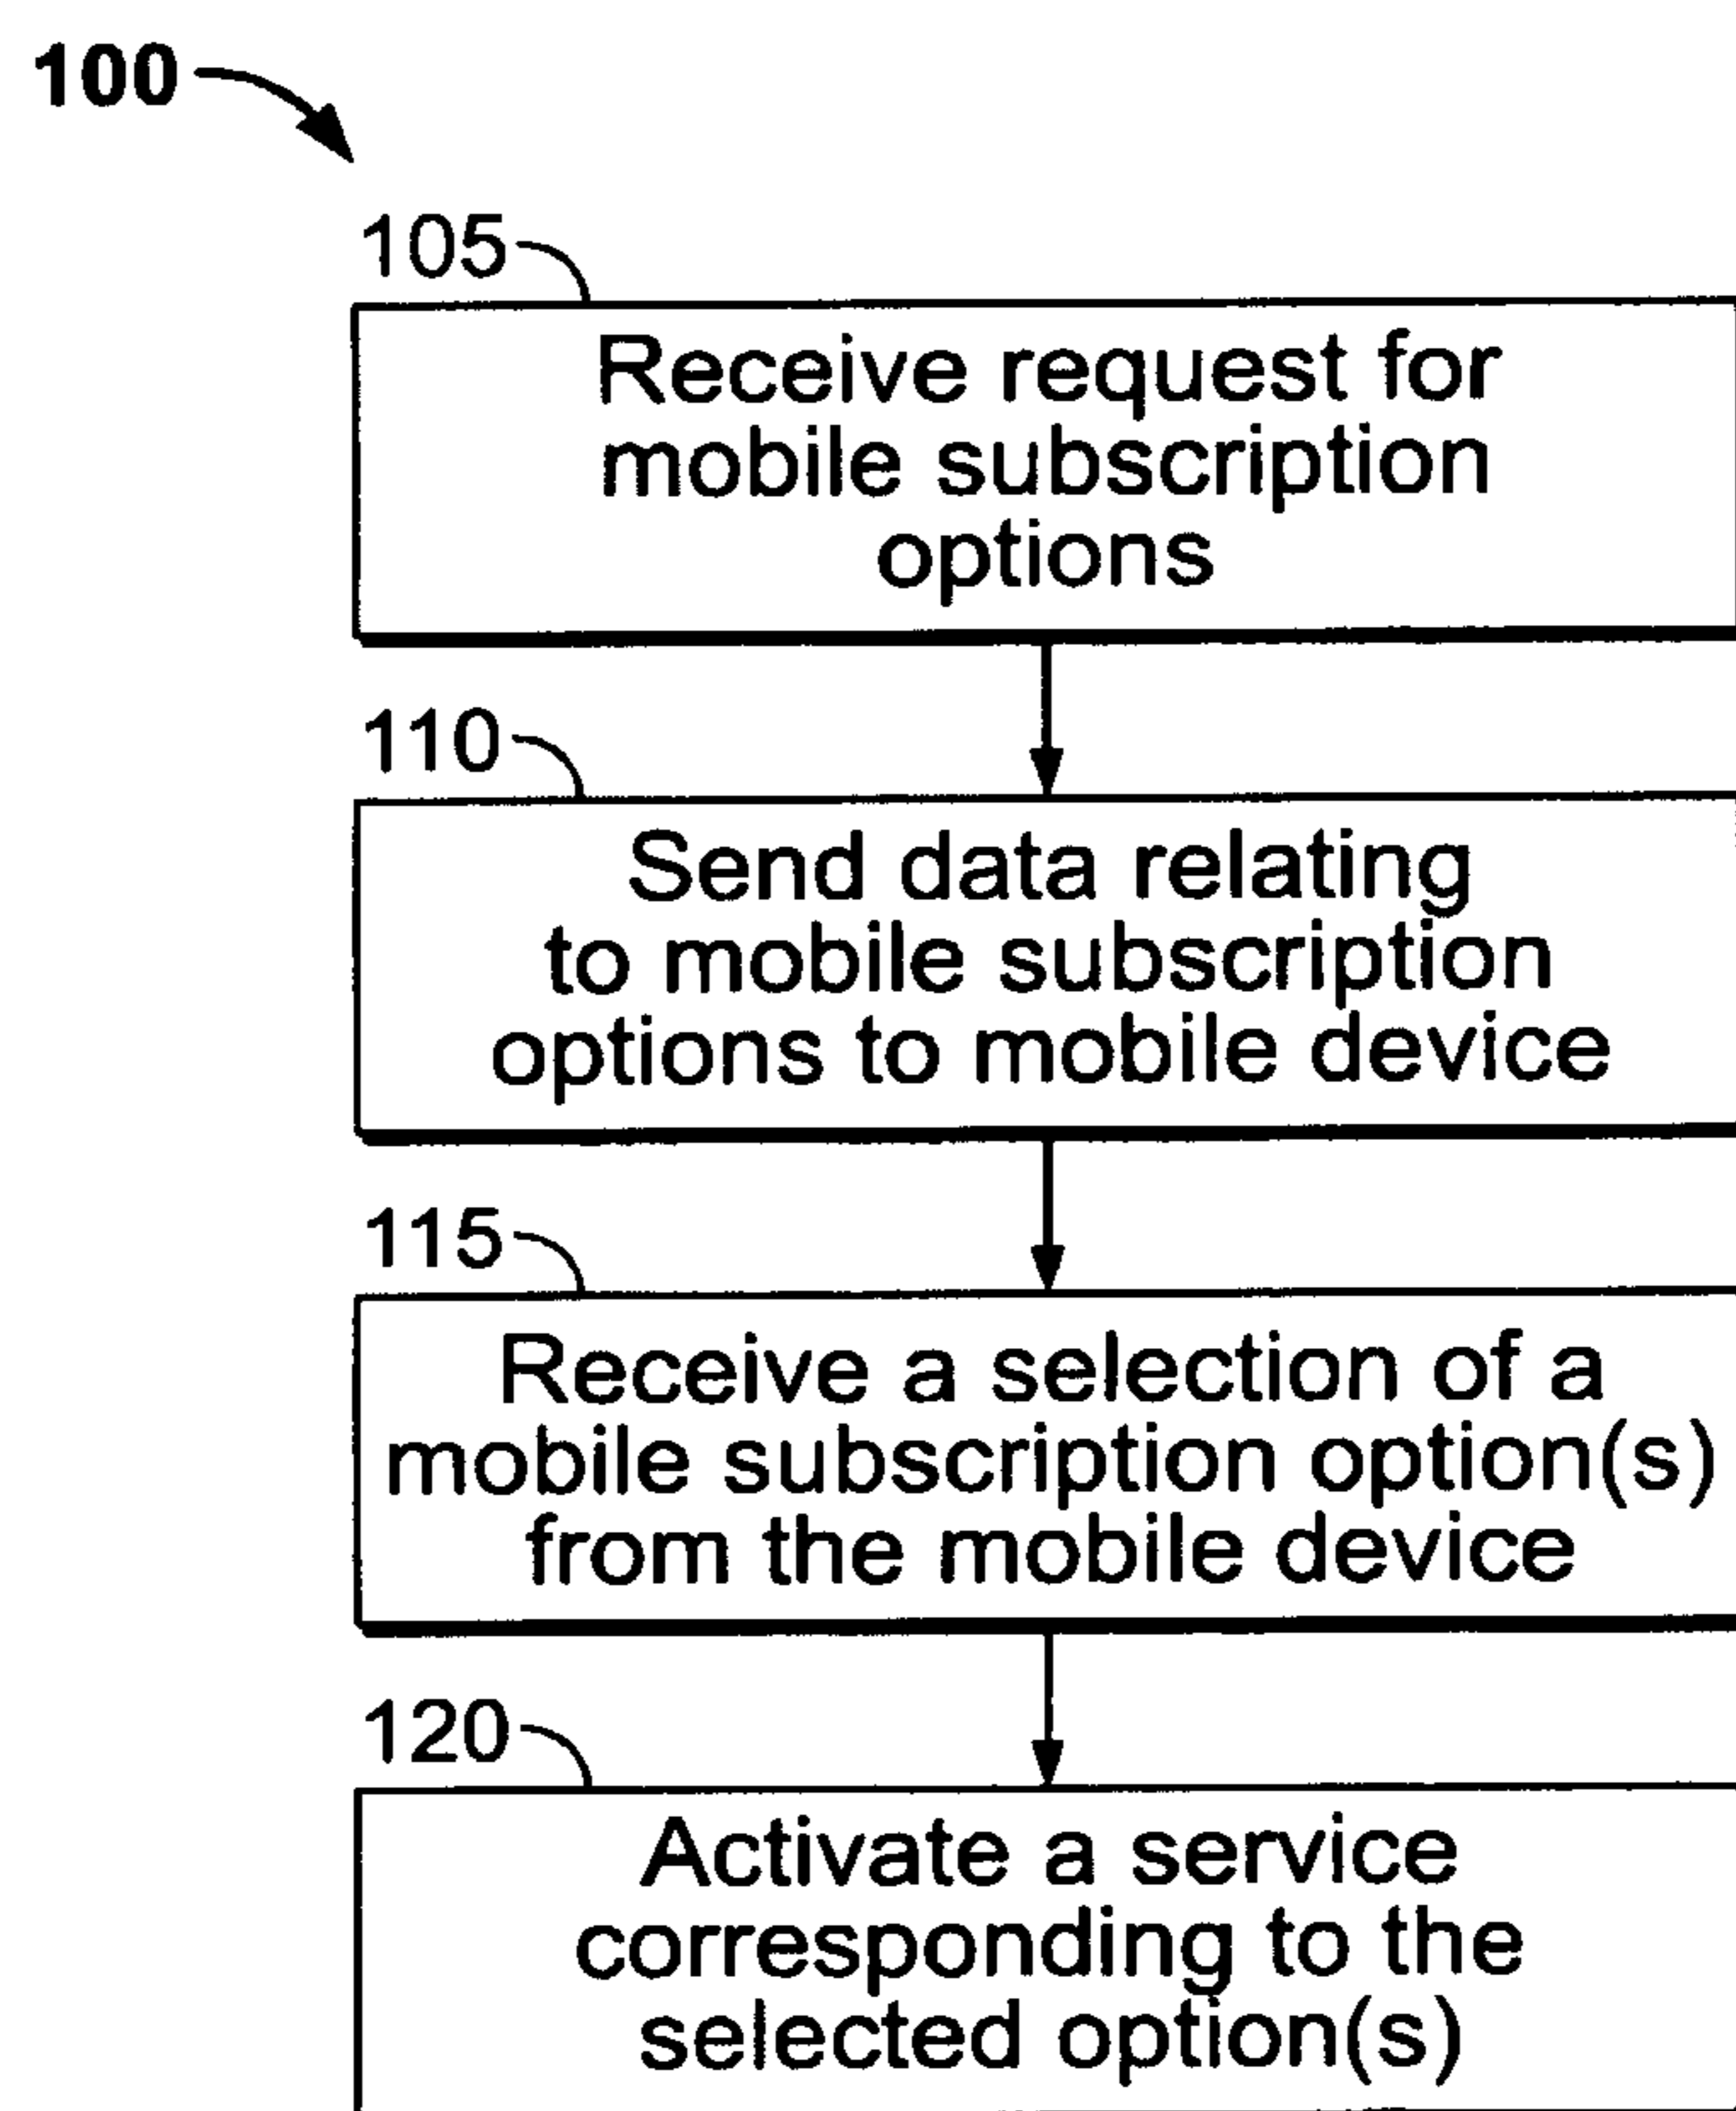 100
105
Receive request for
mobile subscription
options
110
Send data relating
to mobile subscription
options to mobile device
115
Receive a selection of a
mobile subscription option(s)
from the mobile device
120
Activate a service
corresponding to the
selected option(s)